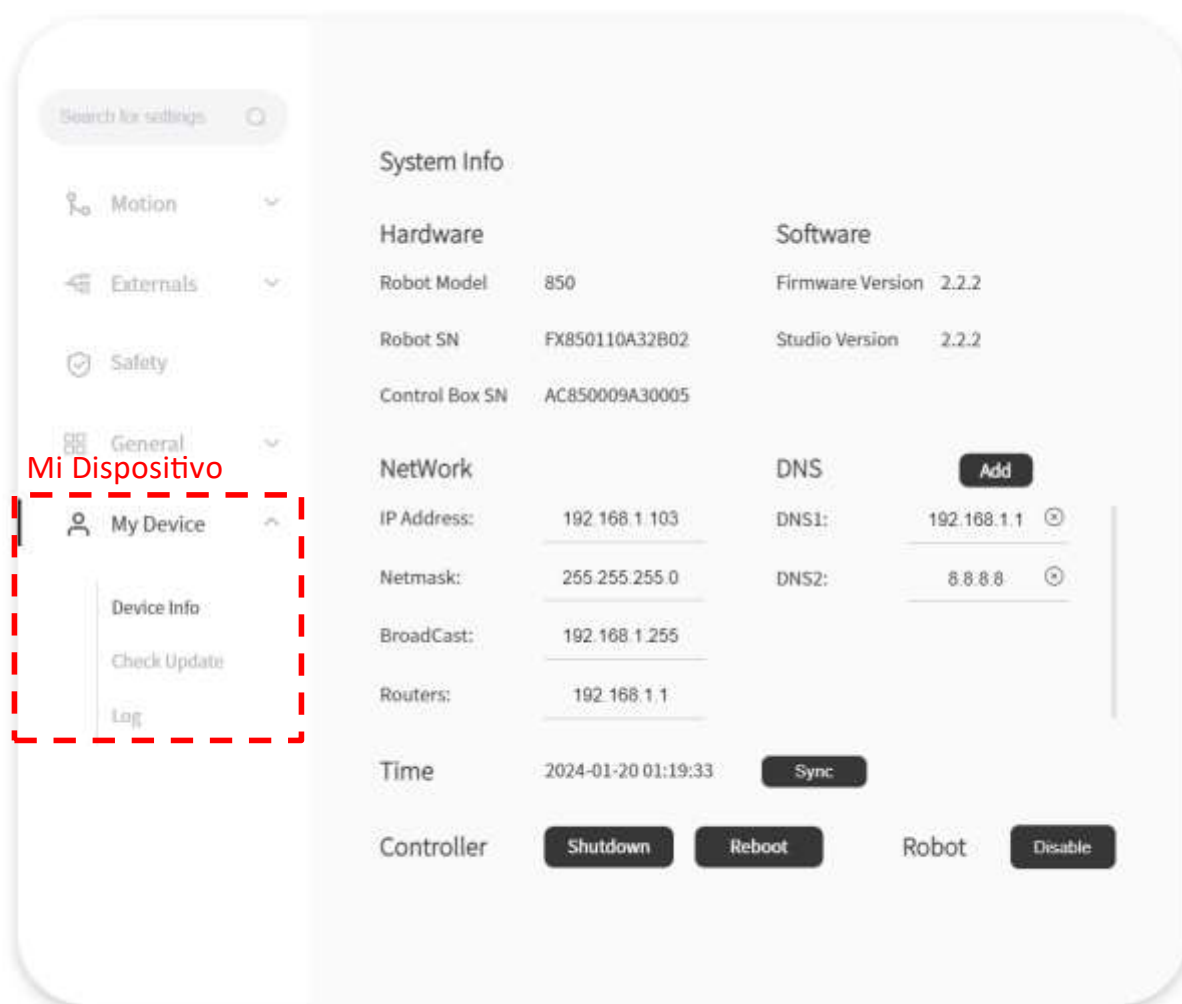 Search for settings
Motion
Externals
Safety
General
Mi Dispositivo
My Device
Device Info
Check Update
Log
System Info
Hardware
Robot Model 850
Robot SN FX850110A32B02
Control Box SN AC850009A30005
Software
Firmware Version 2.2.2
Studio Version 2.2.2
NetWork
IP Address: 192.168.1.103
Netmask: 255.255.255.0
BroadCast: 192.168.1.255
Routers: 192.168.1.1
DNS Add
DNS1: 192.168.1.1
DNS2: 8.8.8.8
Time 2024-01-20 01:19:33 Sync
Controller Shutdown Reboot Robot Disable